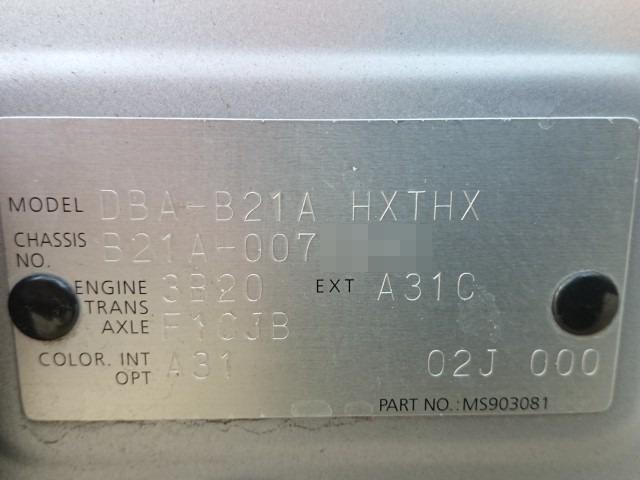 MODEL DBA-B21A HXTHX
CHASSIS NO. B21A-007
ENGINE 3B20 EXT A31C
TRANS. AXLE F1CJB
COLOR. INT A31 02J 000
OPT
PART NO.:MS903081